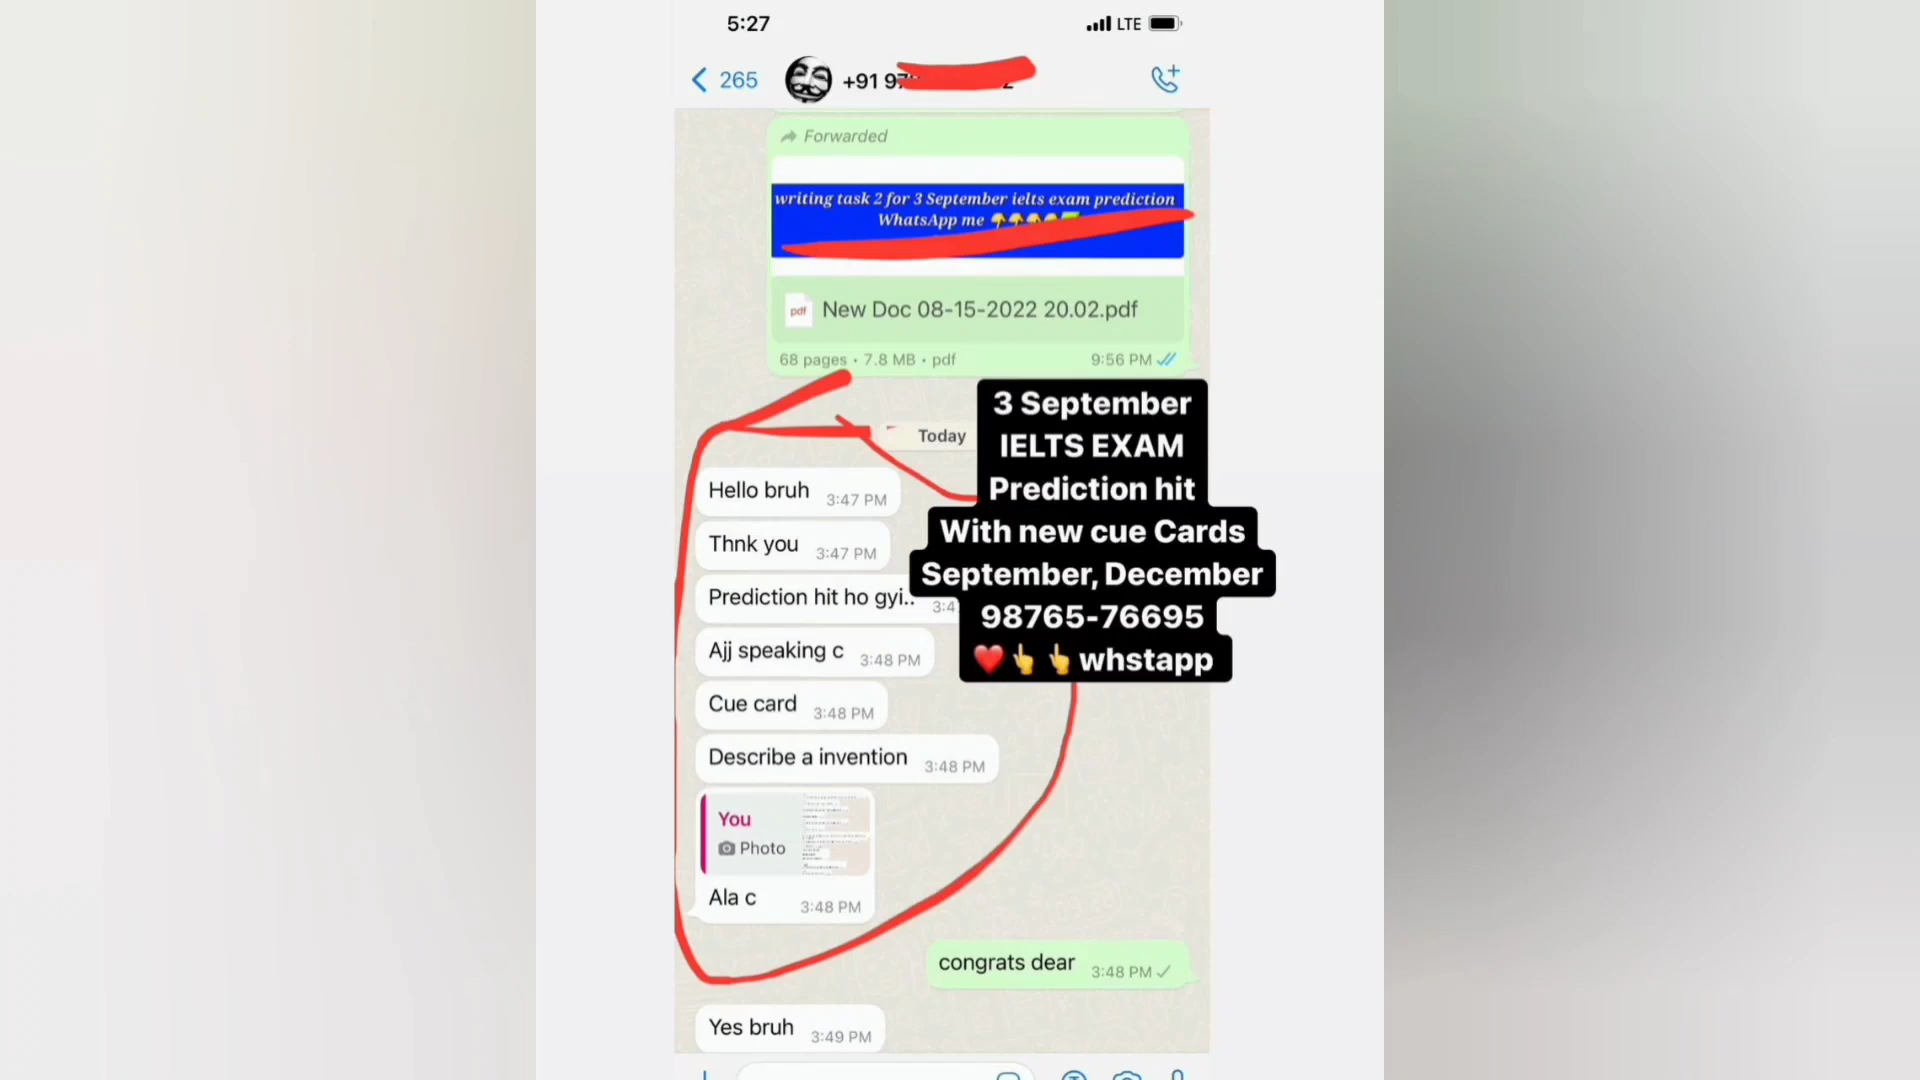 5:27
LTE
265
+91 97
Forwarded
writing task 2 for 3 September ielts exam prediction
WhatsApp me 👇👇👇👇
pdf
New Doc 08-15-2022 20.02.pdf
68 pages • 7.8 MB • pdf
9:56 PM
Today
3 September
IELTS EXAM
Prediction hit
With new cue Cards
September, December
98765-76695
❤️👆👆whstapp
Hello bruh 3:47 PM
Thnk you 3:47 PM
Prediction hit ho gyi..
Ajj speaking c 3:48 PM
Cue card 3:48 PM
Describe a invention 3:48 PM
You
Photo
Ala c 3:48 PM
congrats dear 3:48 PM
Yes bruh 3:49 PM